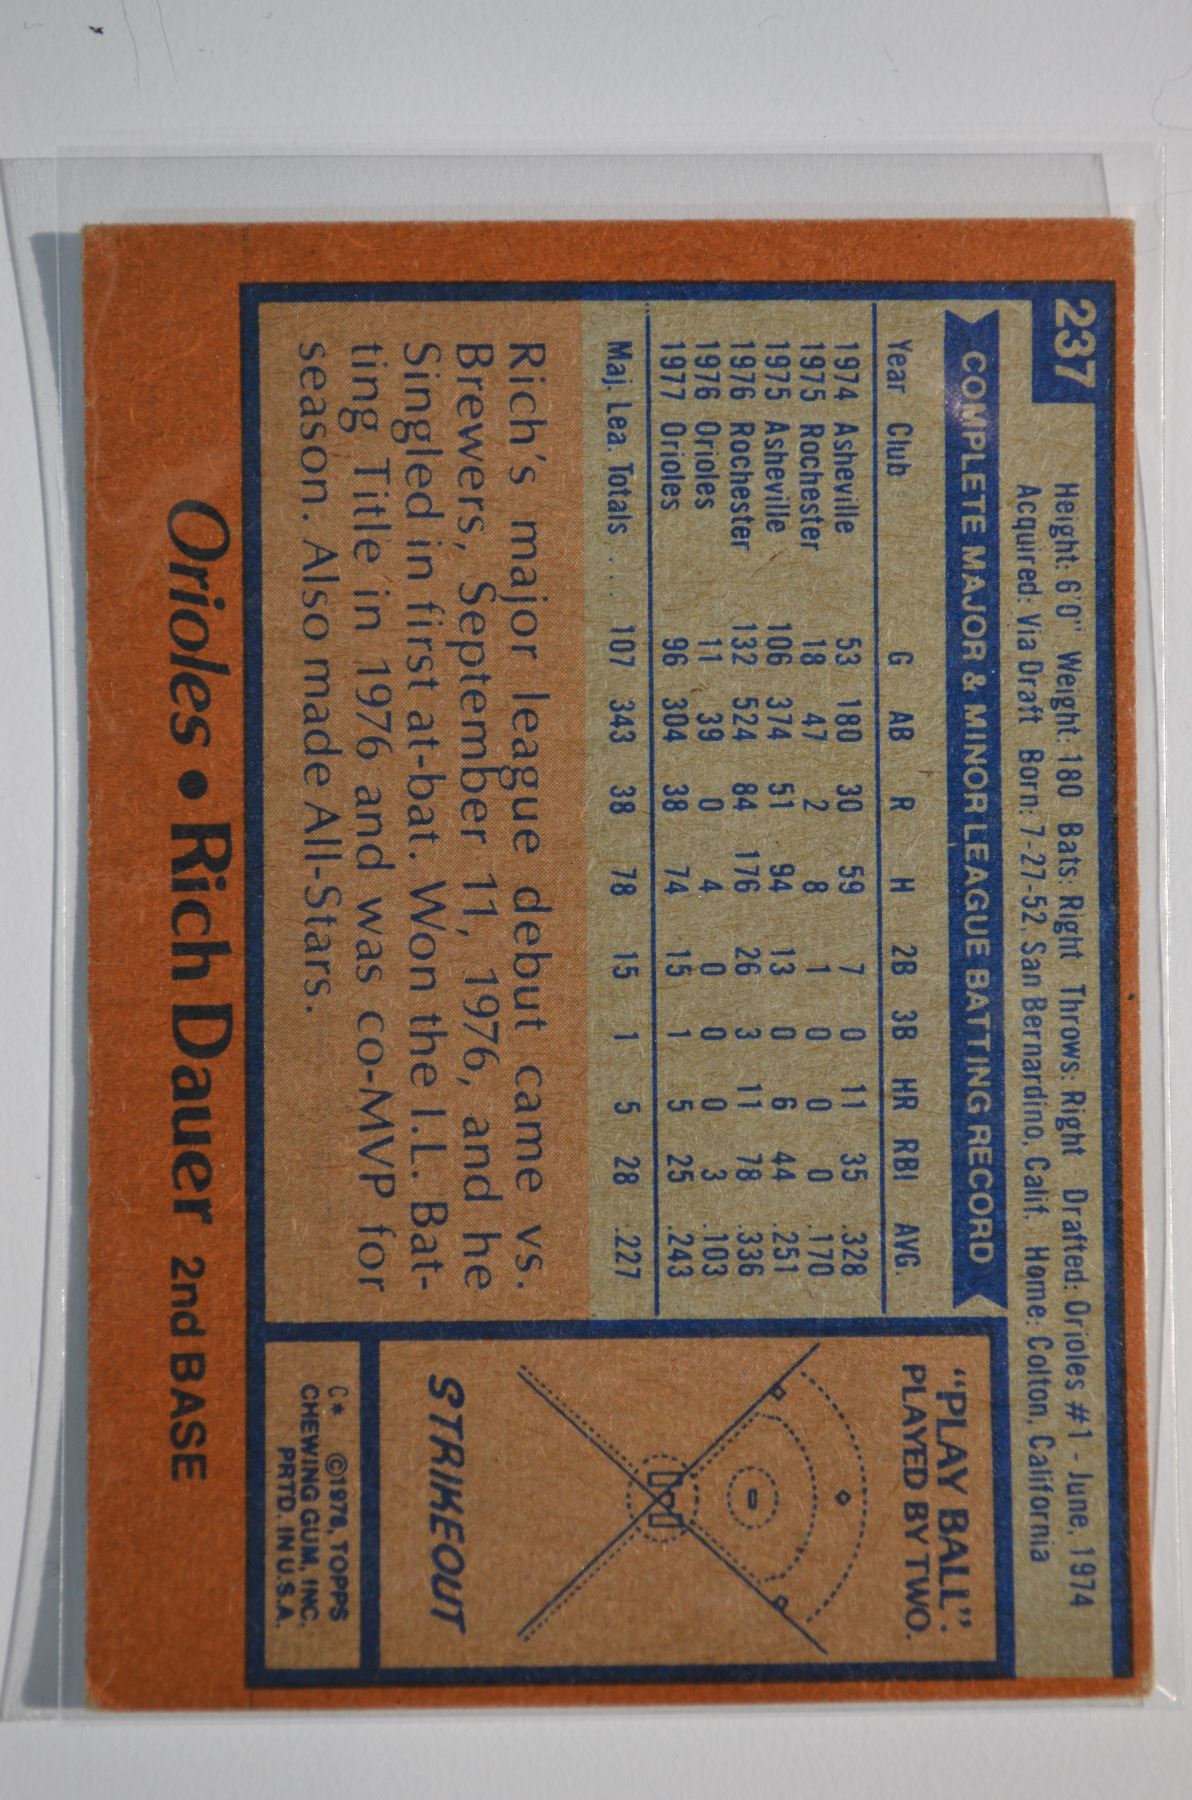 237
Height: 6'0" Weight: 180 Bats: Right Throws: Right Drafted: Orioles #1 - June, 1974
Acquired: Via Draft Born: 7-27-52, San Bernardino, Calif. Home: Colton, California
COMPLETE MAJOR & MINOR LEAGUE BATTING RECORD
Year Club G AB R H 2B 3B HR RBI AVG.
1974 Asheville 53 180 30 59 7 0 11 35 .328
1975 Rochester 18 47 2 8 1 0 0 0 .170
1975 Asheville 106 374 51 94 13 0 6 44 .251
1976 Rochester 132 524 84 176 26 3 11 78 .336
1976 Orioles 11 39 0 4 0 0 0 3 .103
1977 Orioles 96 304 38 74 15 1 5 25 .243
Maj. Lea. Totals . . . 107 343 38 78 15 1 5 28 .227
Rich's major league debut came vs.
Brewers, September 11, 1976, and he
Singled in first at-bat. Won the I.L. Bat-
ting Title in 1976 and was co-MVP for
season. Also made All-Stars.
"PLAY BALL".
PLAYED BY TWO.
STRIKEOUT
C* ©1978, TOPPS
CHEWING GUM, INC.
PRTD. IN U.S.A.
Orioles • Rich Dauer 2nd BASE